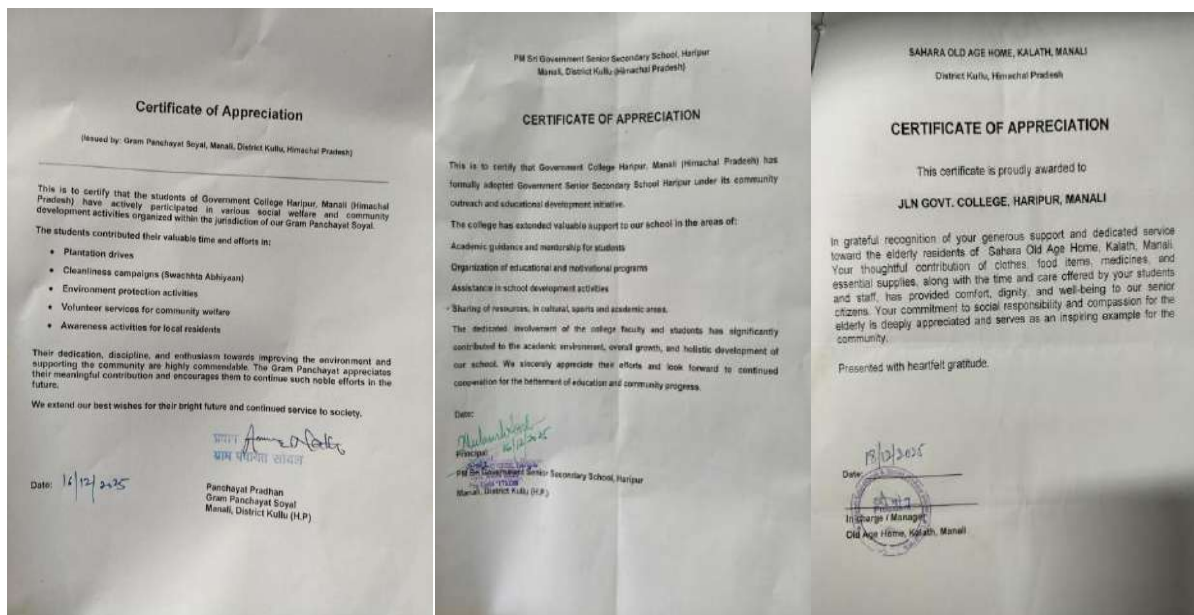 Certificate of Appreciation
(Issued by: Gram Panchayat Soyal, Manali, District Kullu, Himachal Pradesh)
This is to certify that the students of Government College Haripur, Manali (Himachal
Pradesh) have actively participated in various social welfare and community
development activities organized within the jurisdiction of our Gram Panchayat Soyal.
The students contributed their valuable time and efforts in:
• Plantation drives
• Cleanliness campaigns (Swachhta Abhiyaan)
• Environment protection activities
• Volunteer services for community welfare
• Awareness activities for local residents
Their dedication, discipline, and enthusiasm towards improving the environment and
supporting the community are highly commendable. The Gram Panchayat appreciates
their meaningful contribution and encourages them to continue such noble efforts in the
future.
We extend our best wishes for their bright future and continued service to society.
प्रधान
ग्राम पंचायत सोयल
Date: 16/12/2025
Panchayat Pradhan
Gram Panchayat Soyal
Manali, District Kullu (H.P)
PM Sri Government Senior Secondary School, Haripur
Manali, District Kullu (Himachal Pradesh)
CERTIFICATE OF APPRECIATION
This is to certify that Government College Haripur, Manali (Himachal Pradesh) has
formally adopted Government Senior Secondary School Haripur under its community
outreach and educational development initiative.
The college has extended valuable support to our school in the areas of:
Academic guidance and mentorship for students
Organization of educational and motivational programs
Assistance in school development activities
- Sharing of resources, in cultural, sports and academic areas.
The dedicated involvement of the college faculty and students has significantly
contributed to the academic environment, overall growth, and holistic development of
our school. We sincerely appreciate their efforts and look forward to continued
cooperation for the betterment of education and community progress.
Date:
16/12/2025
Principal
PM Sri Government Senior Secondary School, Haripur
Manali, District Kullu (H.P)
SAHARA OLD AGE HOME, KALATH, MANALI
District Kullu, Himachal Pradesh
CERTIFICATE OF APPRECIATION
This certificate is proudly awarded to
JLN GOVT. COLLEGE, HARIPUR, MANALI
In grateful recognition of your generous support and dedicated service
toward the elderly residents of Sahara Old Age Home, Kalath, Manali.
Your thoughtful contribution of clothes, food items, medicines, and
essential supplies, along with the time and care offered by your students
and staff, has provided comfort, dignity, and well-being to our senior
citizens. Your commitment to social responsibility and compassion for the
elderly is deeply appreciated and serves as an inspiring example for the
community.
Presented with heartfelt gratitude.
18/12/2025
Date:
In charge / Manager
Old Age Home, Kalath, Manali